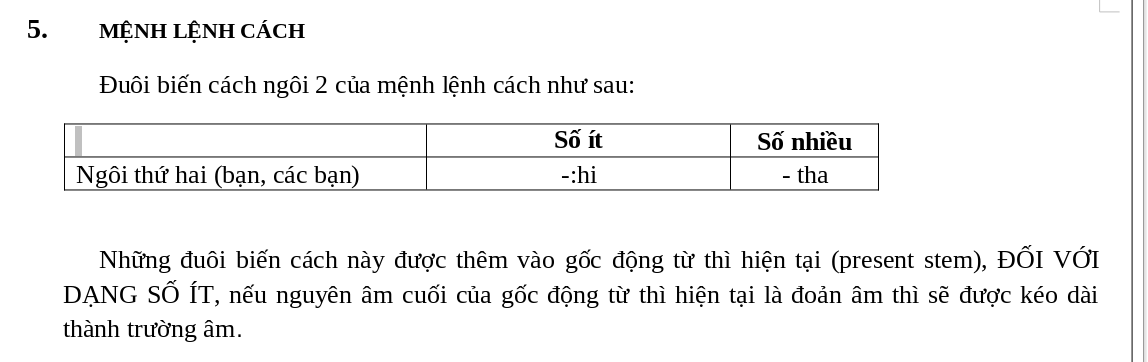 5. MỆNH LỆNH CÁCH
Đuôi biến cách ngôi 2 của mệnh lệnh cách như sau:
Số ít Số nhiều
Ngôi thứ hai (bạn, các bạn) -:hi - tha
Những đuôi biến cách này được thêm vào gốc động từ thì hiện tại (present stem), ĐỐI VỚI
DẠNG SỐ ÍT, nếu nguyên âm cuối của gốc động từ thì hiện tại là đoản âm thì sẽ được kéo dài
thành trường âm.